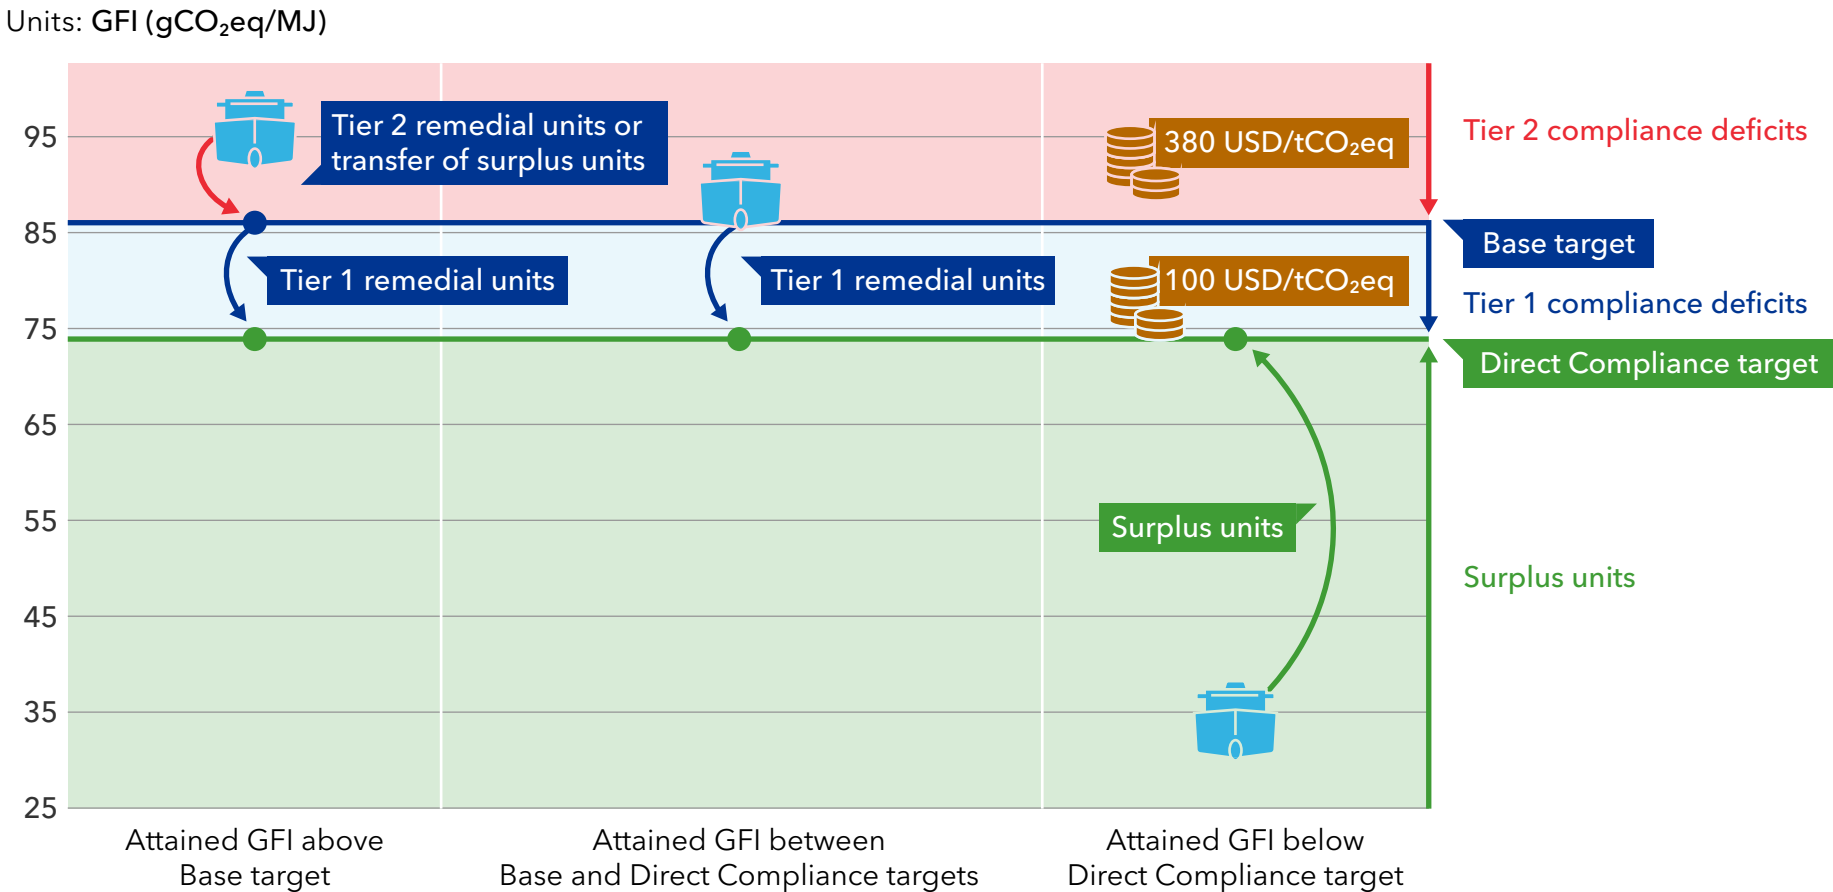 Units: GFI (gCO₂eq/MJ)
95
85
75
65
55
45
35
25
Tier 2 remedial units or
transfer of surplus units
Tier 1 remedial units
Tier 1 remedial units
380 USD/tCO₂eq
100 USD/tCO₂eq
Surplus units
Tier 2 compliance deficits
Base target
Tier 1 compliance deficits
Direct Compliance target
Surplus units
Attained GFI above
Base target
Attained GFI between
Base and Direct Compliance targets
Attained GFI below
Direct Compliance target